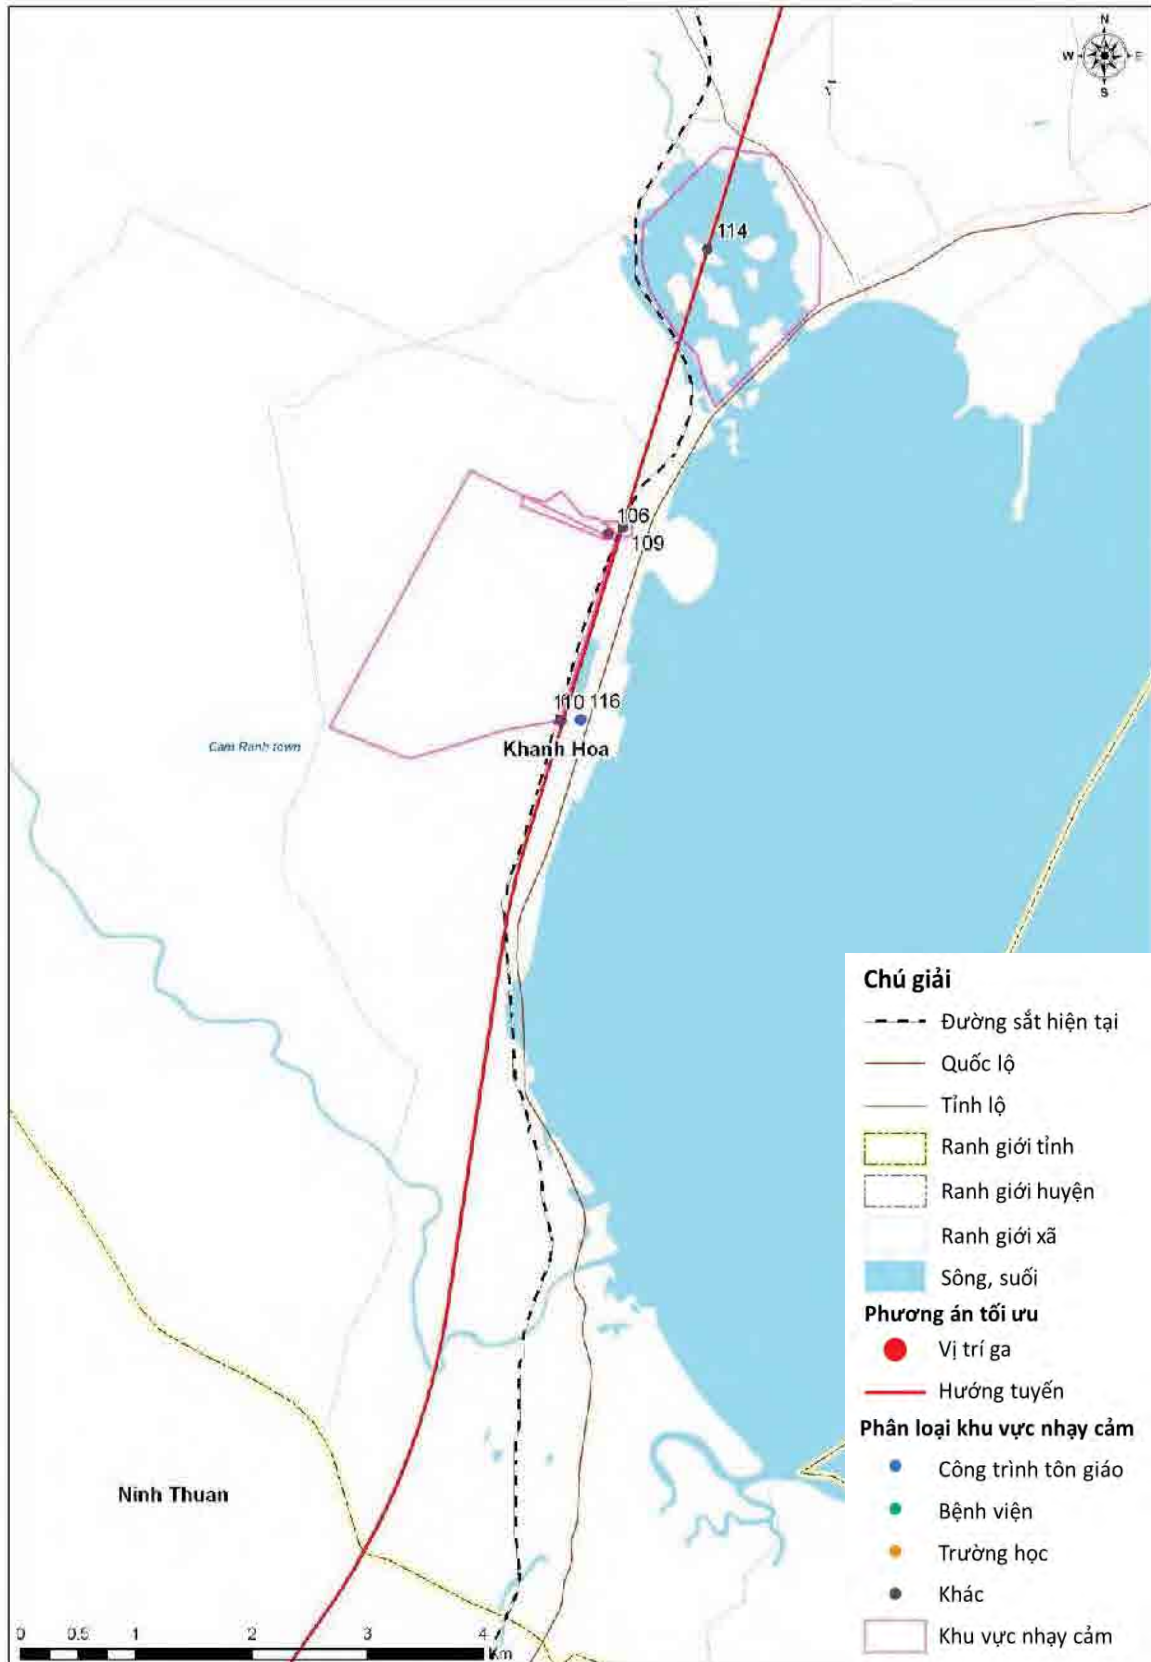 N
W E
S
114
106
109
110 116
Khanh Hoa
Cam Ranh town
Chú giải
Đường sắt hiện tại
Quốc lộ
Tỉnh lộ
Ranh giới tỉnh
Ranh giới huyện
Ranh giới xã
Sông, suối
Phương án tối ưu
Vị trí ga
Hướng tuyến
Phân loại khu vực nhạy cảm
Công trình tôn giáo
Bệnh viện
Trường học
Khác
Khu vực nhạy cảm
Ninh Thuan
0 0.5 1 2 3 4
Km